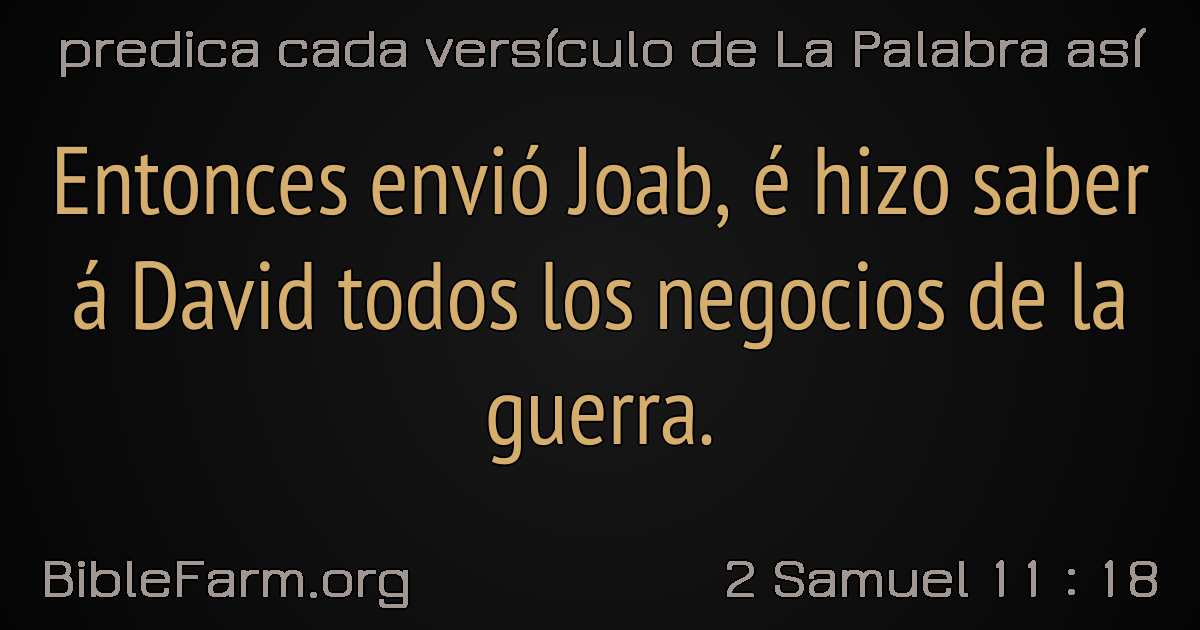 predica cada versículo de La Palabra así
Entonces envió Joab, é hizo saber
á David todos los negocios de la
guerra.
BibleFarm.org
2 Samuel 11 : 18